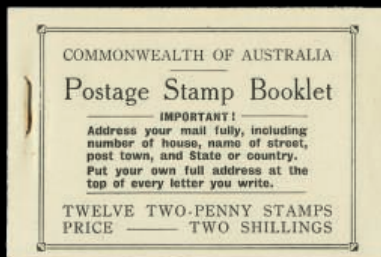 COMMONWEALTH OF AUSTRALIA
Postage Stamp Booklet
IMPORTANT!
Address your mail fully, including
number of house, name of street,
post town, and State or country.
Put your own full address at the
top of every letter you write.
TWELVE TWO-PENNY STAMPS
PRICE —— TWO SHILLINGS